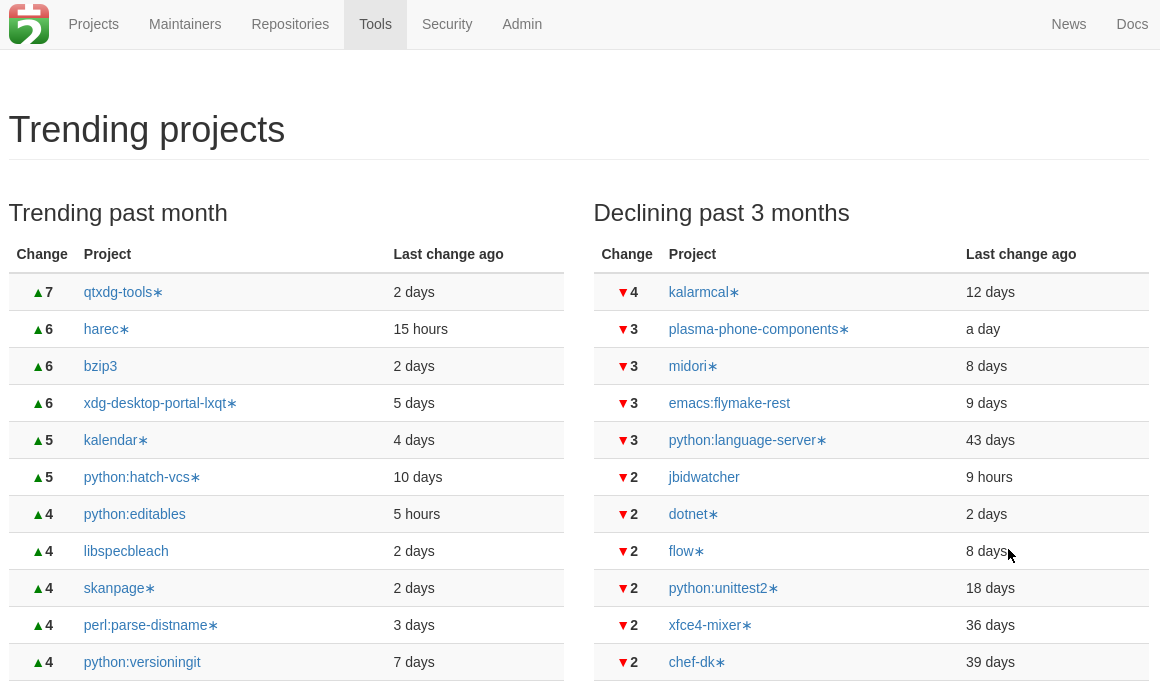 Projects Maintainers Repositories Tools Security Admin News Docs
Trending projects
Trending past month
Change Project Last change ago
▲7 qtxdg-tools∗ 2 days
▲6 harec∗ 15 hours
▲6 bzip3 2 days
▲6 xdg-desktop-portal-lxqt∗ 5 days
▲5 kalendar∗ 4 days
▲5 python:hatch-vcs∗ 10 days
▲4 python:editables 5 hours
▲4 libspecbleach 2 days
▲4 skanpage∗ 2 days
▲4 perl:parse-distname∗ 3 days
▲4 python:versioningit 7 days
Declining past 3 months
Change Project Last change ago
▼4 kalarmcal∗ 12 days
▼3 plasma-phone-components∗ a day
▼3 midori∗ 8 days
▼3 emacs:flymake-rest 9 days
▼3 python:language-server∗ 43 days
▼2 jbidwatcher 9 hours
▼2 dotnet∗ 2 days
▼2 flow∗ 8 days
▼2 python:unittest2∗ 18 days
▼2 xfce4-mixer∗ 36 days
▼2 chef-dk∗ 39 days